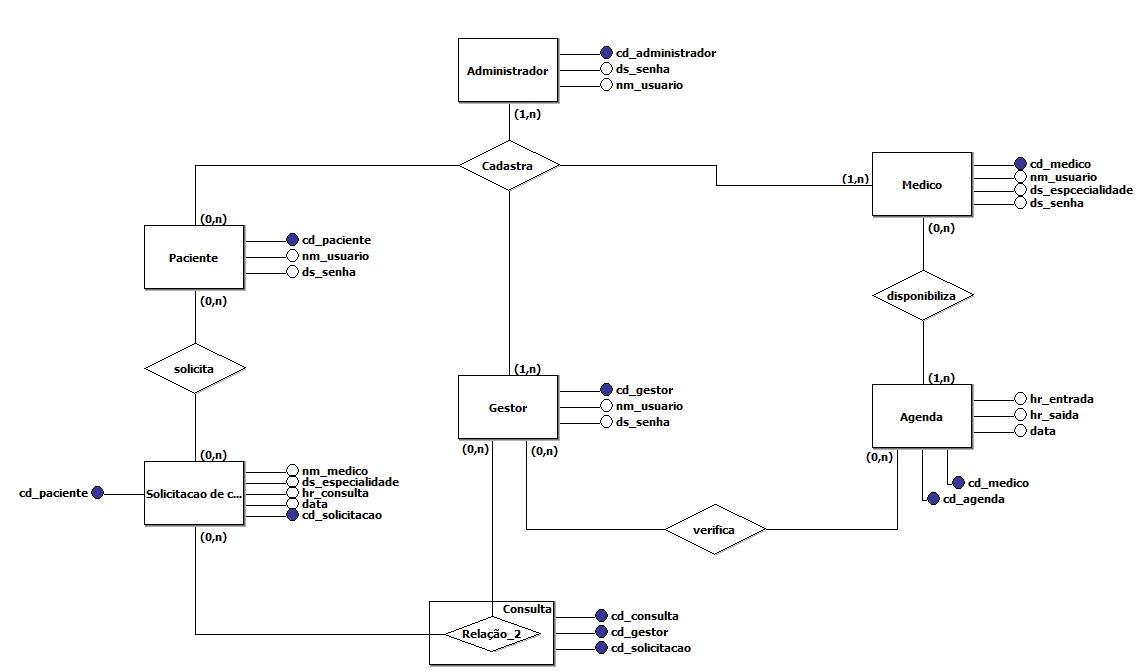 Administrador
cd_administrador
ds_senha
nm_usuario
(1,n)
Cadastra
(0,n)
(1,n)
Medico
cd_medico
nm_usuario
ds_espcecialidade
ds_senha
(0,n)
Paciente
cd_paciente
nm_usuario
ds_senha
(0,n)
disponibiliza
solicita
(1,n)
Gestor
cd_gestor
nm_usuario
ds_senha
(0,n)
(0,n)
(1,n)
Agenda
hr_entrada
hr_saida
data
(0,n)
cd_medico
cd_agenda
(0,n)
cd_paciente
Solicitacao de c...
nm_medico
ds_especialidade
hr_consulta
data
cd_solicitacao
(0,n)
verifica
Consulta
Relação_2
cd_consulta
cd_gestor
cd_solicitacao